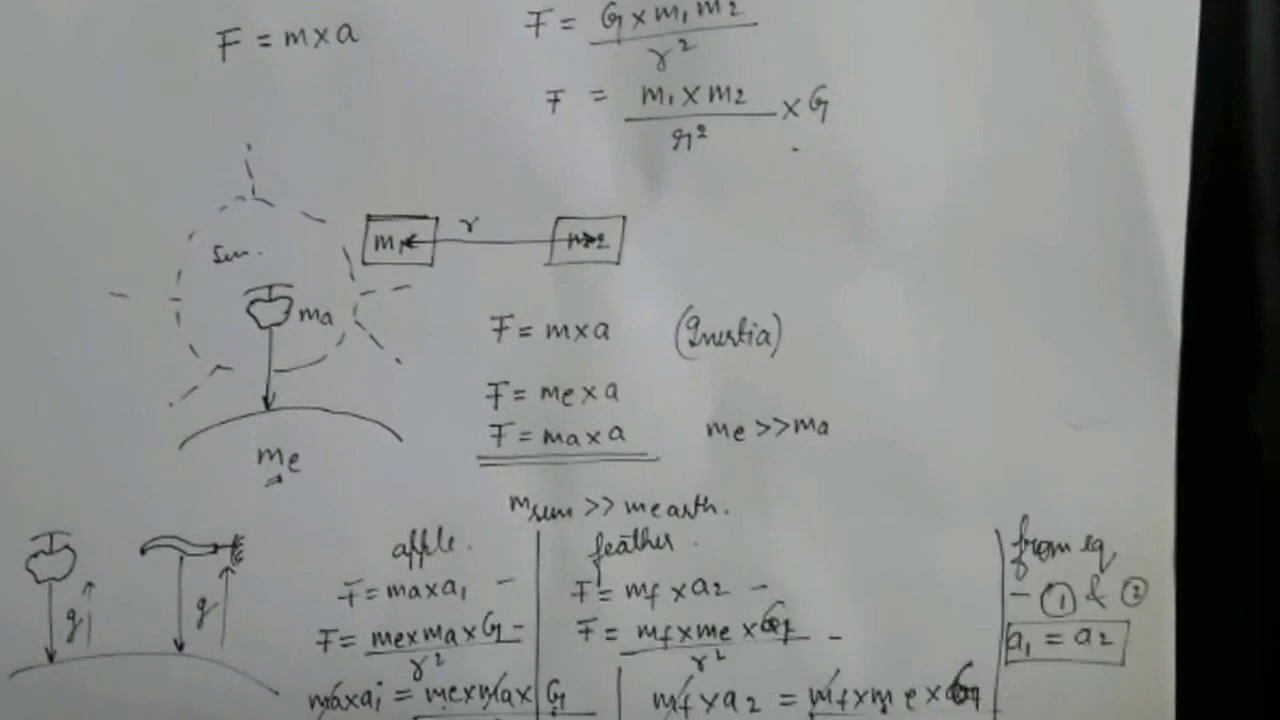 F = m×a
F = G×m1m2 / r²
F = m1×m2 / r² ×G
Sun.
m1 r m2
ma
F = m×a (Inertia)
F = me×a
F = ma×a me>>ma
me
msun >> mearth.
apple. feather.
F = ma×a1 – F = mf×a2 –
F = me×ma×G / r² – F = mf×me×G / r² –
g g
ma×a1 = me×ma×G mf×a2 = mf×me×G
from eq
– ① & ②
a1 = a2